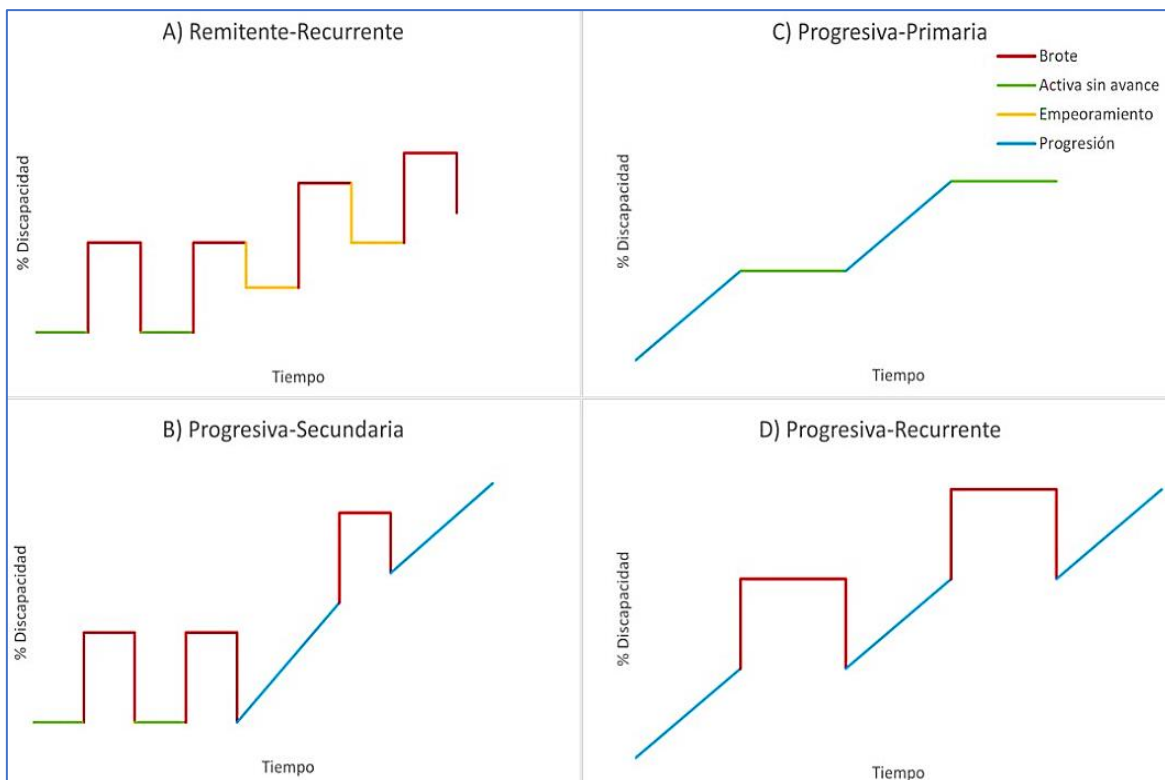 A) Remitente-Recurrente
% Discapacidad
Tiempo
C) Progresiva-Primaria
Brote
Activa sin avance
Empeoramiento
Progresión
% Discapacidad
Tiempo
B) Progresiva-Secundaria
% Discapacidad
Tiempo
D) Progresiva-Recurrente
% Discapacidad
Tiempo